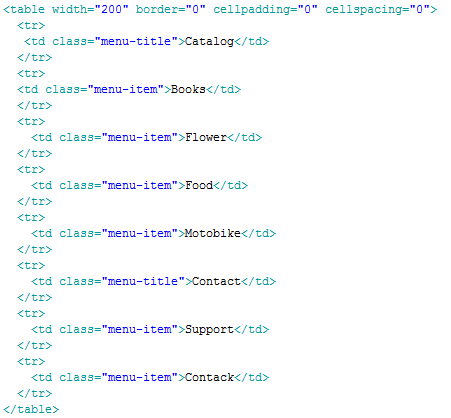 <table width="200" border="0" cellpadding="0" cellspacing="0">
  <tr>
   <td class="menu-title">Catalog</td>
  </tr>
  <tr>
  <td class="menu-item">Books</td>
  </tr>
  <tr>
    <td class="menu-item">Flower</td>
  </tr>
  <tr>
    <td class="menu-item">Food</td>
  </tr>
  <tr>
    <td class="menu-item">Motobike</td>
  </tr>
  <tr>
    <td class="menu-title">Contact</td>
  </tr>
  <tr>
    <td class="menu-item">Support</td>
  </tr>
  <tr>
    <td class="menu-item">Contack</td>
  </tr>
</table>